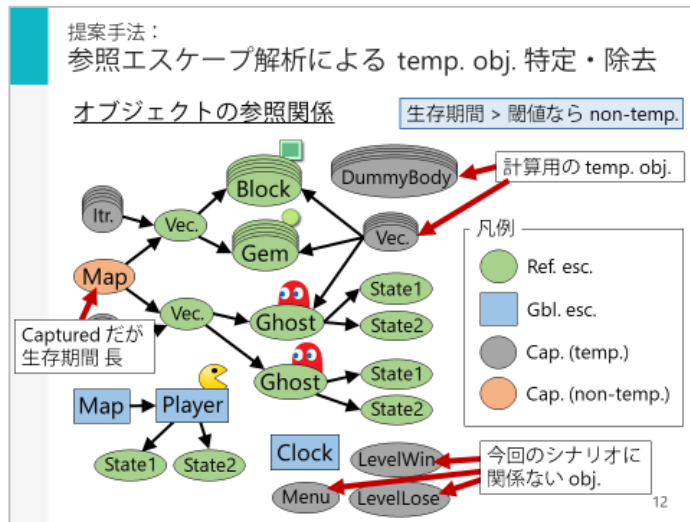 提案手法：
参照エスケープ解析による temp. obj. 特定・除去
オブジェクトの参照関係
生存期間 > 閾値なら non-temp.
計算用の temp. obj.
Block
DummyBody
Itr.
Vec.
Gem
Vec.
Map
Captured だが
生存期間 長
Vec.
Ghost
State1
State2
Ghost
State1
State2
凡例
Ref. esc.
Gbl. esc.
Cap. (temp.)
Cap. (non-temp.)
Map
Player
State1
State2
Clock
LevelWin
Menu
LevelLose
今回のシナリオに
関係ない obj.
12